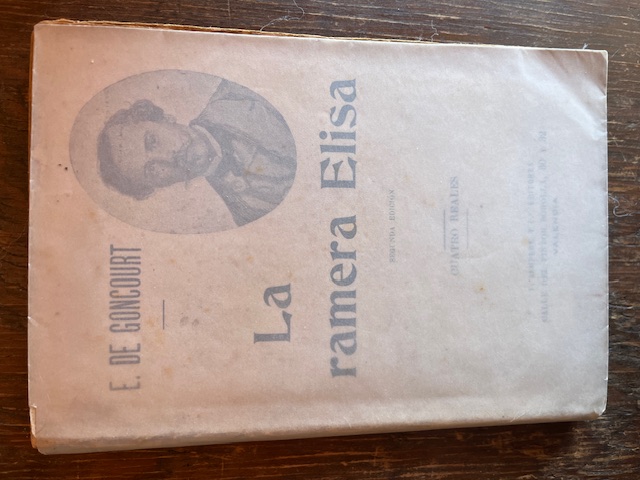 E. DE GONCOURT
La
ramera Elisa
SEGUNDA EDICIÓN
CUATRO REALES
VALENCIA